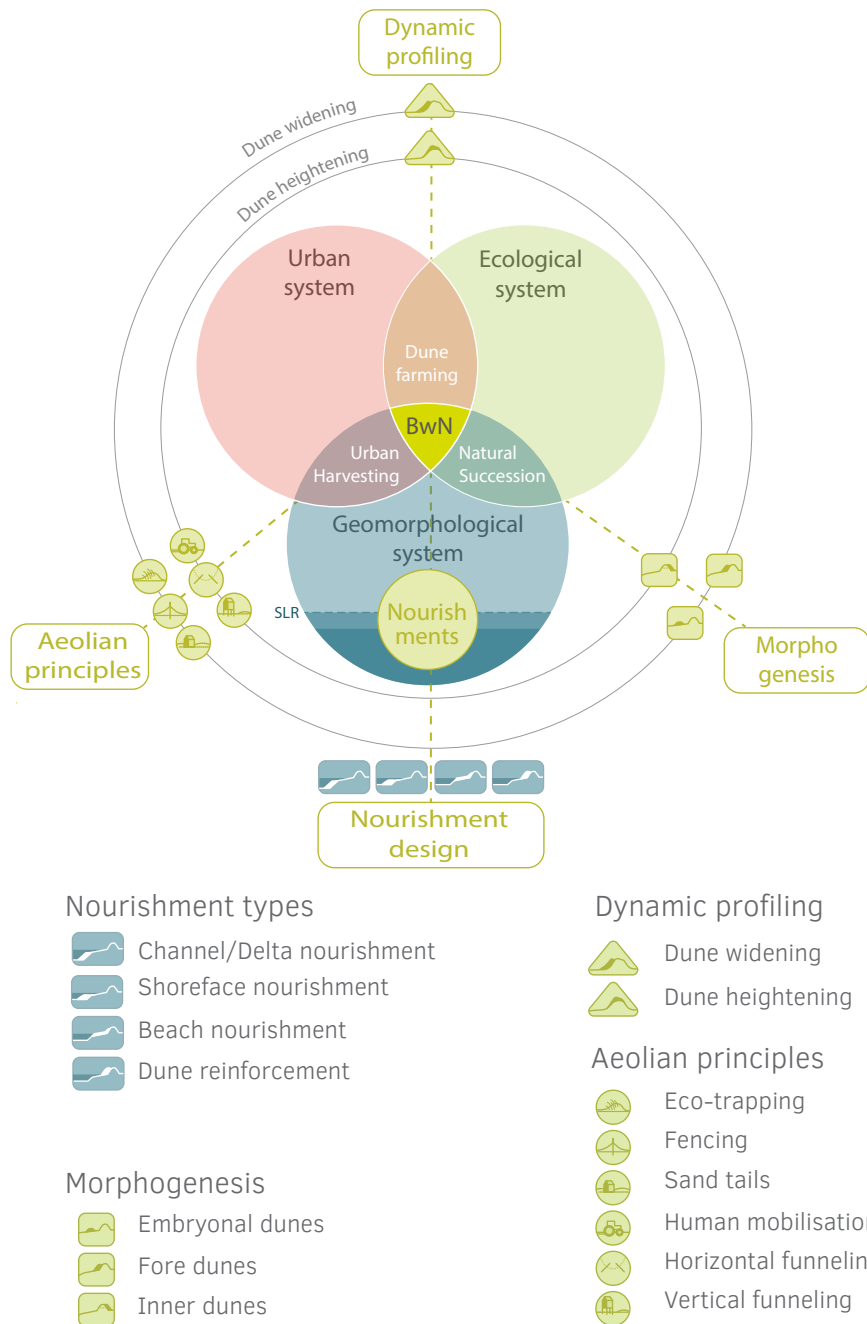 Dynamic
profiling
Dune widening
Dune heightening
Urban
system
Ecological
system
Dune
farming
BwN
Urban
Harvesting
Natural
Succession
Geomorphological
system
SLR
Nourish
ments
Aeolian
principles
Morpho
genesis
Nourishment
design
Nourishment types
Channel/Delta nourishment
Shoreface nourishment
Beach nourishment
Dune reinforcement
Morphogenesis
Embryonal dunes
Fore dunes
Inner dunes
Dynamic profiling
Dune widening
Dune heightening
Aeolian principles
Eco-trapping
Fencing
Sand tails
Human mobilisation
Horizontal funnelin
Vertical funneling